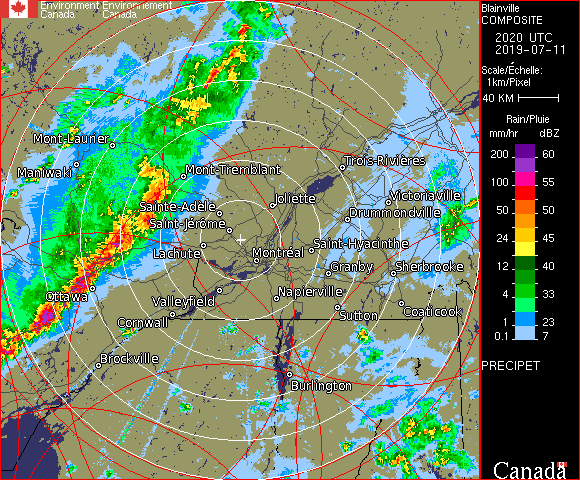 Environment Environnement
Canada Canada
Blainville
COMPOSITE
2020 UTC
2019-07-11
Scale/Échelle:
1km/Pixel
40 KM
Rain/Pluie
mm/hr dBZ
200 60
100 55
50 50
24 45
12 40
4 33
1 23
0.1 7
PRECIPET
Mont-Laurier
Maniwaki
Mont-Tremblant
Trois-Rivières
Sainte-Adele
Joliette
Victoriaville
Drummondville
Saint-Jérome
Lachute
Montréal
Saint-Hyacinthe
Granby
Sherbrooke
Ottawa
Valleyfield
Napierville
Cornwall
Sutton
Coaticook
Brockville
Burlington
Canada